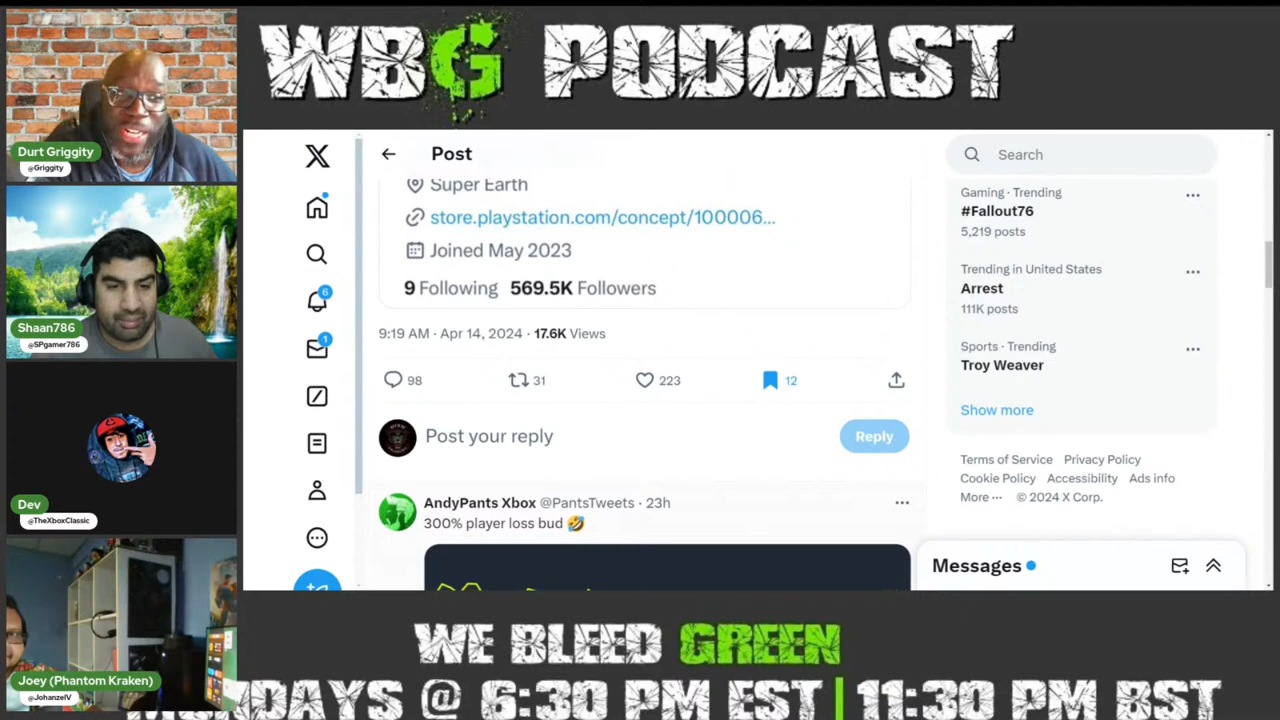 WBG PODCAST
Durt Griggity
@Griggity
Shaan786
@SPgamer786
Dev
@TheXboxClassic
Joey (Phantom Kraken)
@JohanzelV
Post
Super Earth
store.playstation.com/concept/100006...
Joined May 2023
9 Following 569.5K Followers
9:19 AM · Apr 14, 2024 · 17.6K Views
98 31 223 12
Post your reply
Reply
AndyPants Xbox @PantsTweets · 23h
300% player loss bud 🤣
6
1
Search
Gaming · Trending
#Fallout76
5,219 posts
Trending in United States
Arrest
111K posts
Sports · Trending
Troy Weaver
Show more
Terms of Service Privacy Policy
Cookie Policy Accessibility Ads info
More ··· © 2024 X Corp.
Messages
WE BLEED GREEN
MONDAYS @ 6:30 PM EST | 11:30 PM BST